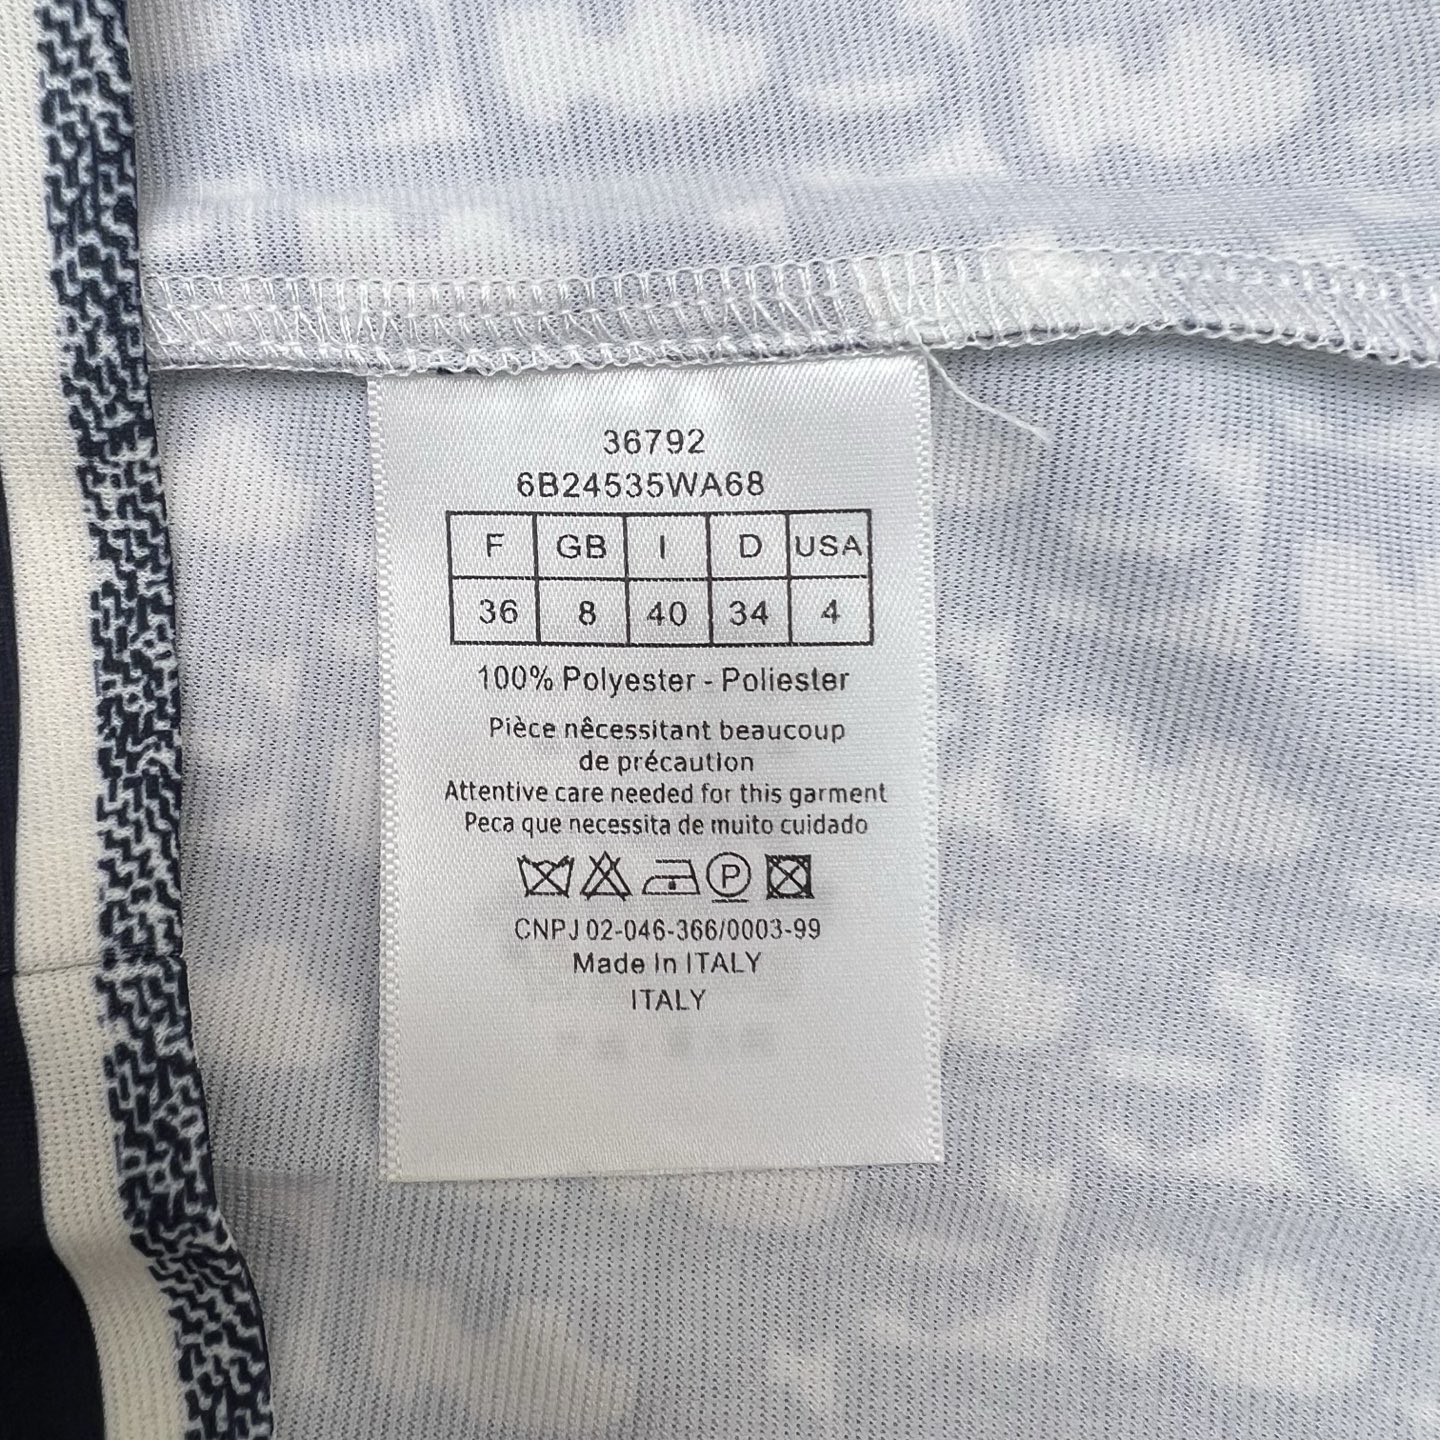 36792
6B24535WA68
F GB I D USA
36 8 40 34 4
100% Polyester - Poliester
Pièce nêcessitant beaucoup
de précaution
Attentive care needed for this garment
Peca que necessita de muito cuidado
P
CNPJ 02-046-366/0003-99
Made In ITALY
ITALY